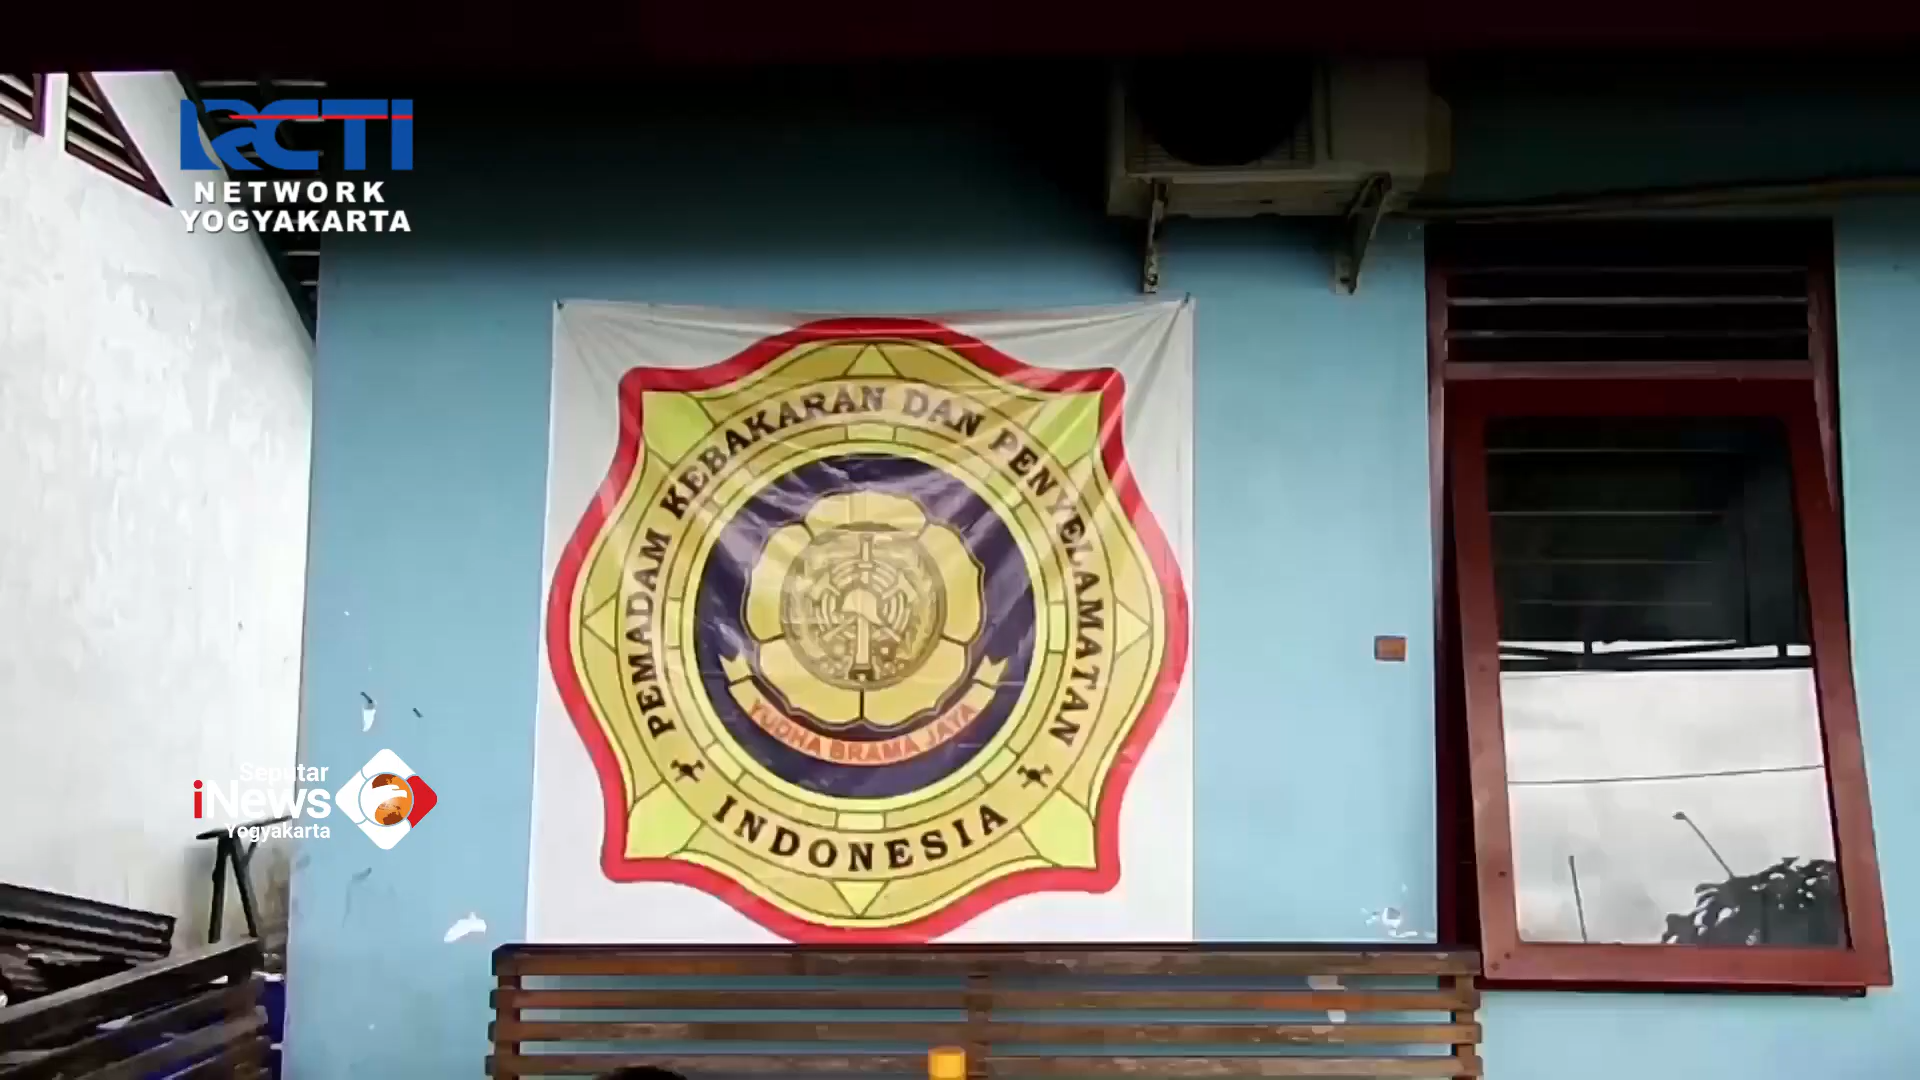 RCTI
NETWORK
YOGYAKARTA
PEMADAM KEBAKARAN DAN PENYELAMATAN
YUDHA BRAMA JAYA
INDONESIA
Seputar
iNews
Yogyakarta